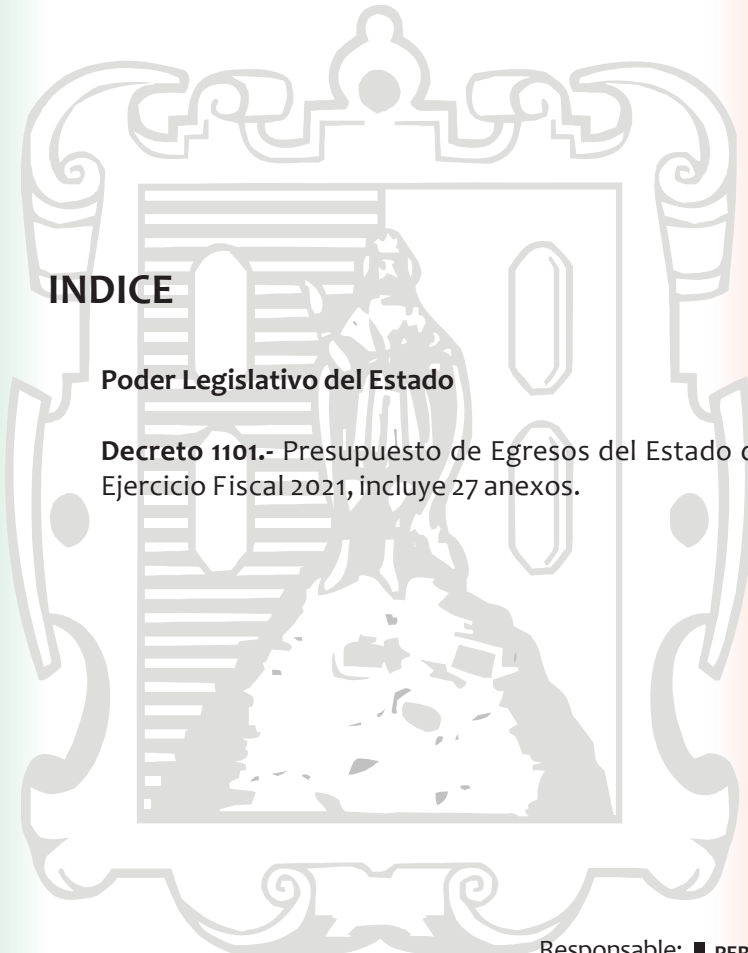 INDICE
Poder Legislativo del Estado
Decreto 1101.- Presupuesto de Egresos del Estado
Ejercicio Fiscal 2021, incluye 27 anexos.
Responsable: